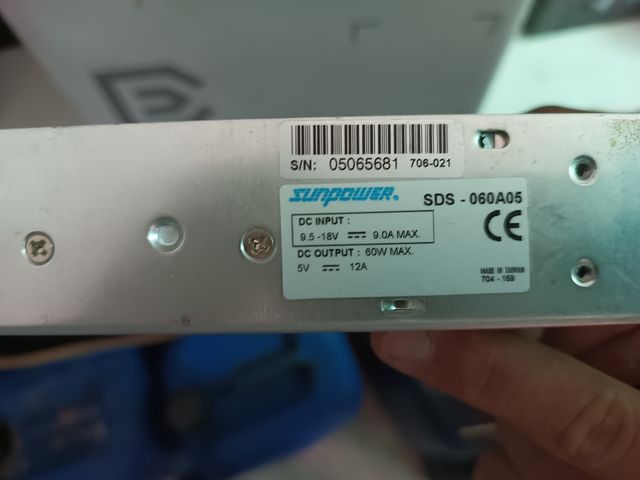 S/N: 05065681 706-021
SUNPOWER. SDS - 060A05
DC INPUT :
9.5 -18V ⎓ 9.0A MAX.
DC OUTPUT : 60W MAX.
5V ⎓ 12A
CE
MADE IN TAIWAN
704 - 159